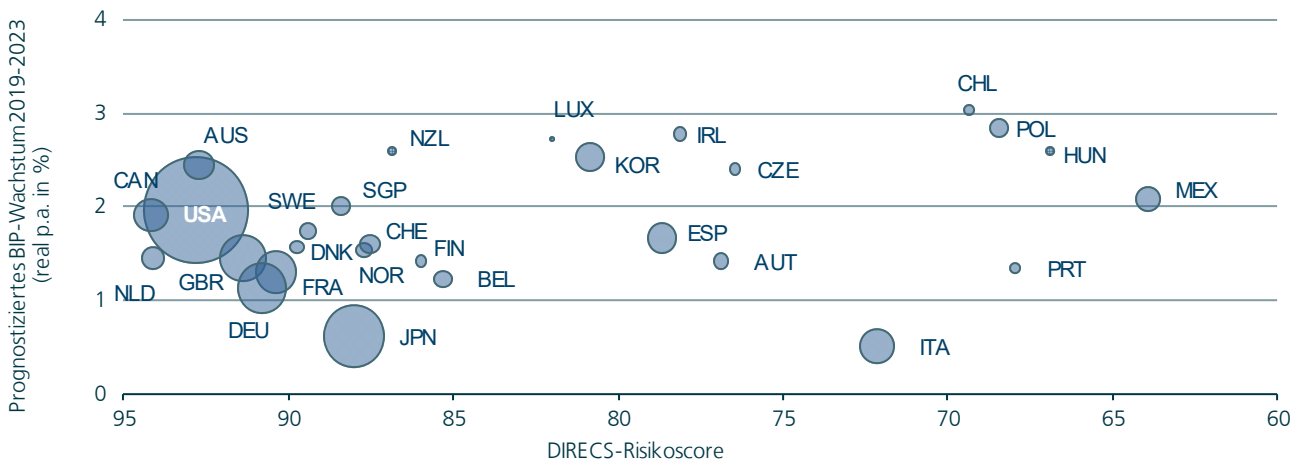 Prognostiziertes BIP-Wachstum 2019-2023
(real p.a. in %)
4
3
2
1
0
CHL
LUX
AUS
NZL
IRL
POL
HUN
KOR
CZE
CAN
USA
SWE
SGP
MEX
CHE
ESP
DNK
FIN
NLD
GBR
FRA
NOR
BEL
AUT
PRT
DEU
JPN
ITA
95
90
85
80
75
70
65
60
DIRECS-Risikoscore